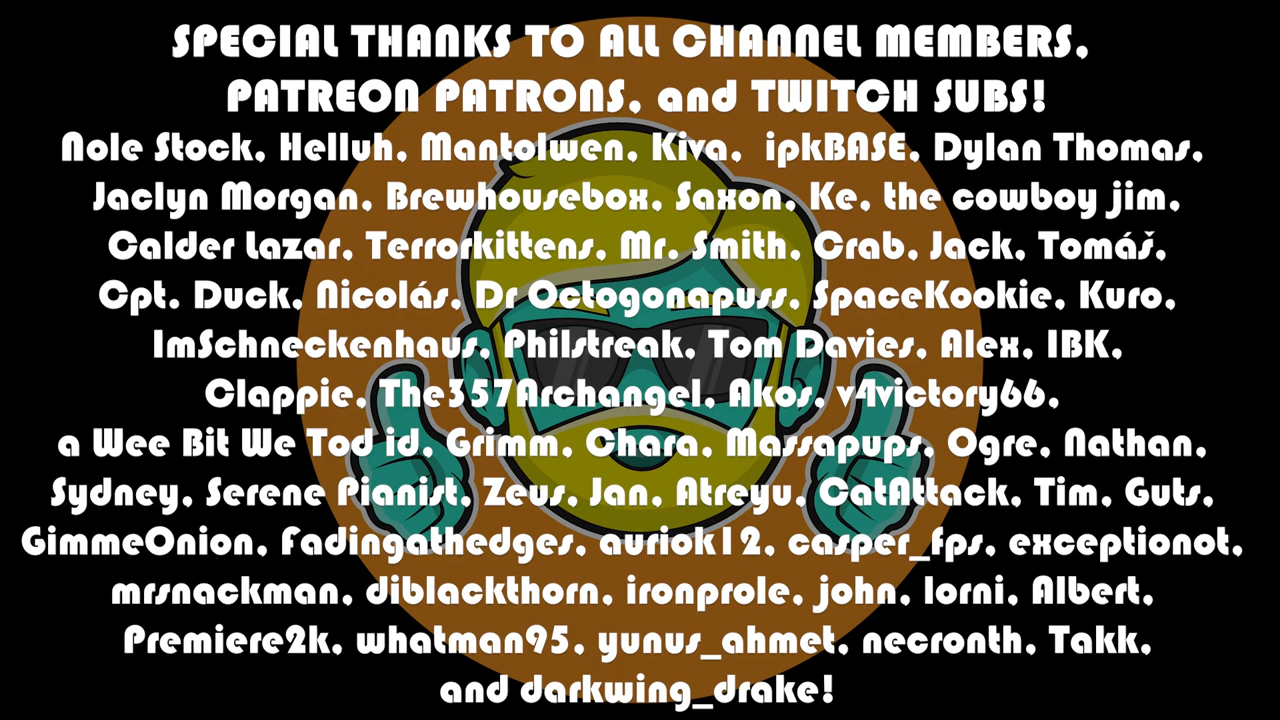 SPECIAL THANKS TO ALL CHANNEL MEMBERS,
PATREON PATRONS, and TWITCH SUBS!
Nole Stock, Helluh, Mantolwen, Kiva, ipkBASE, Dylan Thomas,
Jaclyn Morgan, Brewhousebox, Saxon, Ke, the cowboy jim,
Calder Lazar, Terrorkittens, Mr. Smith, Crab, Jack, Tomáš,
Cpt. Duck, Nicolás, Dr Octogonapuss, SpaceKookie, Kuro,
ImSchneckenhaus, Philstreak, Tom Davies, Alex, IBK,
Clappie, The357Archangel, Akos, v4victory66,
a Wee Bit We Tod id, Grimm, Chara, Massapups, Ogre, Nathan,
Sydney, Serene Pianist, Zeus, Jan, Atreyu, CatAttack, Tim, Guts,
GimmeOnion, Fadingathedges, auriok12, casper_fps, exceptionot,
mrsnackman, diblackthorn, ironprole, john, lorni, Albert,
Premiere2k, whatman95, yunus_ahmet, necronth, Takk,
and darkwing_drake!